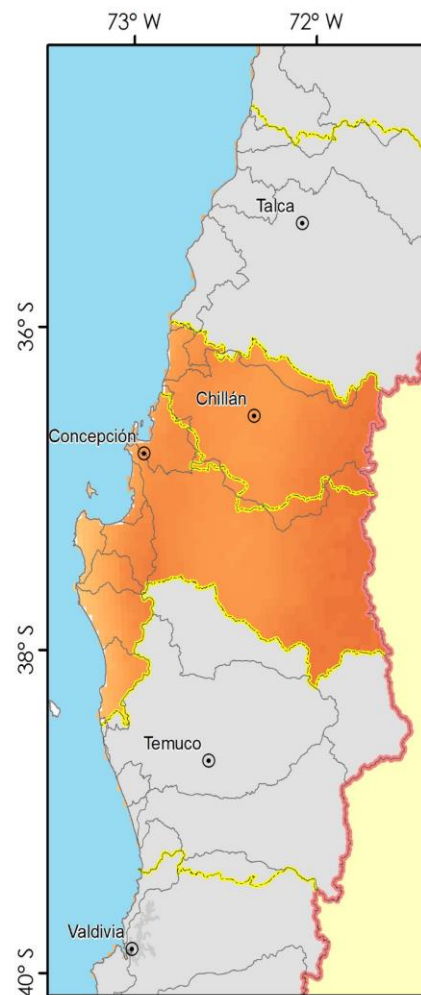 73° W
72° W
Talca
36° S
Chillán
Concepción
38° S
Temuco
Valdivia
40° S